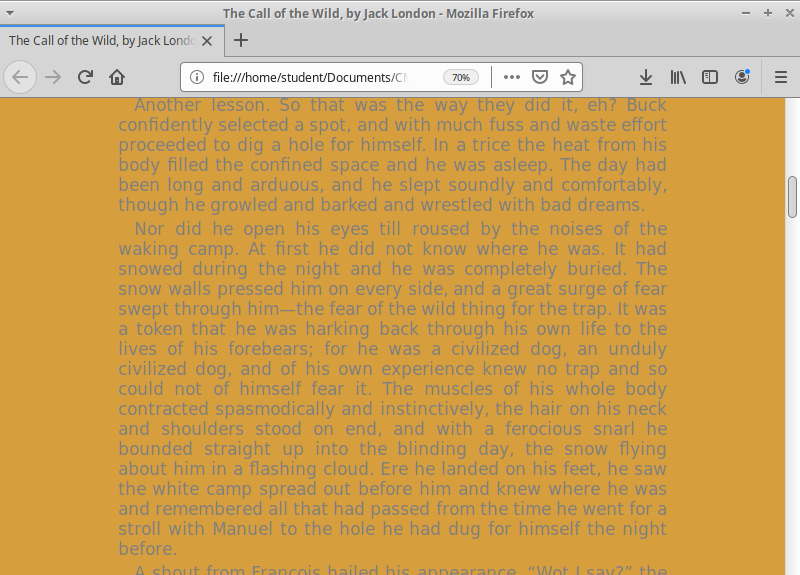 The Call of the Wild, by Jack London - Mozilla Firefox
The Call of the Wild, by Jack Londo
file:///home/student/Documents/CM
70%
Another lesson. So that was the way they did it, eh? Buck
confidently selected a spot, and with much fuss and waste effort
proceeded to dig a hole for himself. In a trice the heat from his
body filled the confined space and he was asleep. The day had
been long and arduous, and he slept soundly and comfortably,
though he growled and barked and wrestled with bad dreams.
Nor did he open his eyes till roused by the noises of the
waking camp. At first he did not know where he was. It had
snowed during the night and he was completely buried. The
snow walls pressed him on every side, and a great surge of fear
swept through him—the fear of the wild thing for the trap. It was
a token that he was harking back through his own life to the
lives of his forebears; for he was a civilized dog, an unduly
civilized dog, and of his own experience knew no trap and so
could not of himself fear it. The muscles of his whole body
contracted spasmodically and instinctively, the hair on his neck
and shoulders stood on end, and with a ferocious snarl he
bounded straight up into the blinding day, the snow flying
about him in a flashing cloud. Ere he landed on his feet, he saw
the white camp spread out before him and knew where he was
and remembered all that had passed from the time he went for a
stroll with Manuel to the hole he had dug for himself the night
before.
A shout from François hailed his appearance. “Wot I say?” the